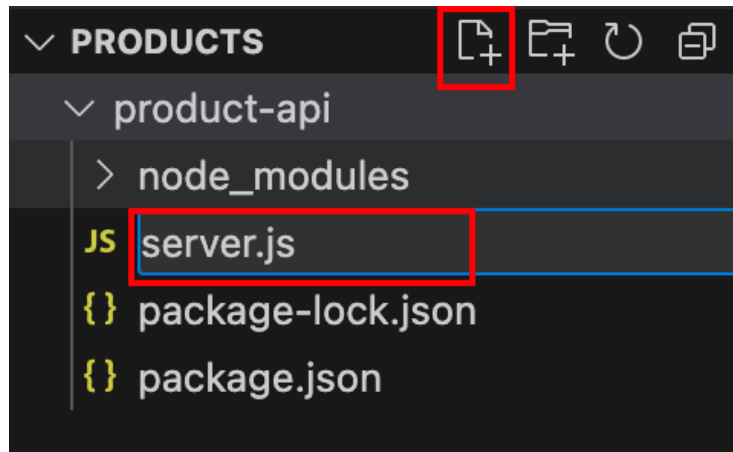 PRODUCTS
product-api
node_modules
JS server.js
{} package-lock.json
{} package.json